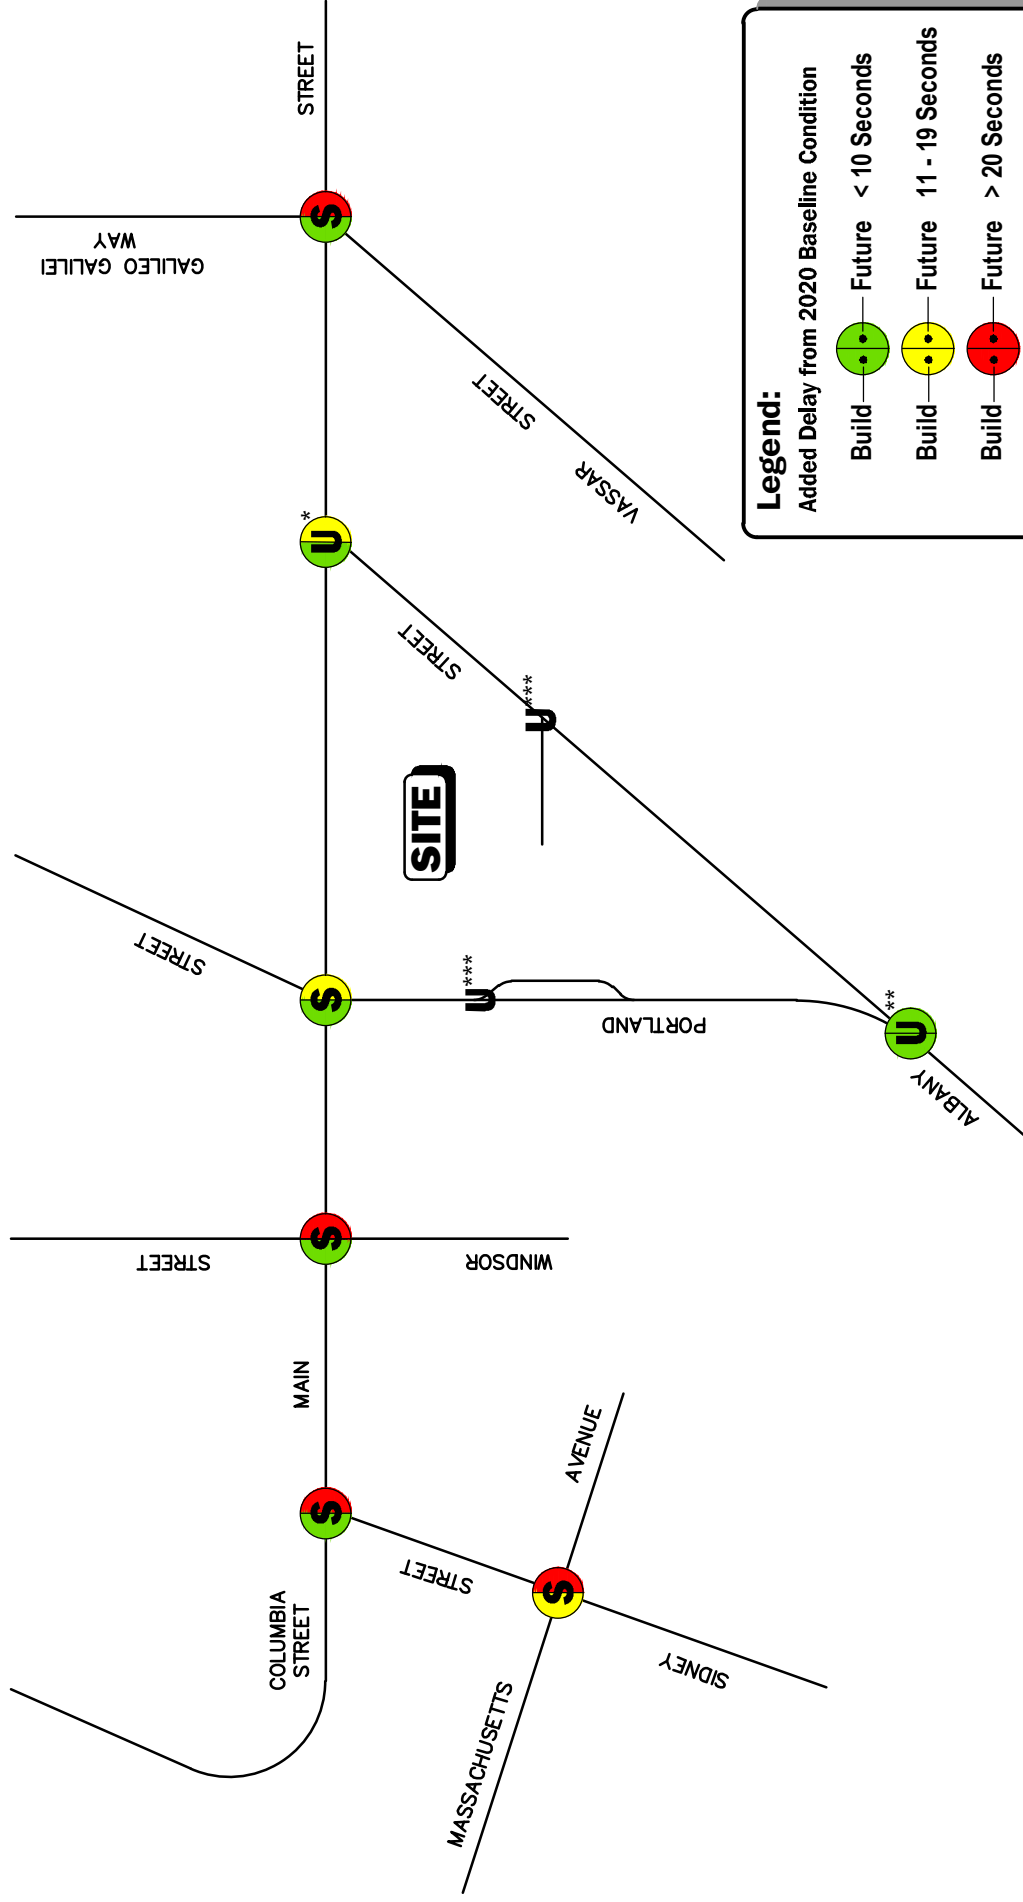 GALILEO GALILEI
WAY
STREET
S
U*
STREET
VASSAR
STREET
U***
SITE
STREET
S
U***
PORTLAND
U**
ALBANY
STREET
S
WINDSOR
MAIN
S
COLUMBIA
STREET
STREET
S
SIDNEY
MASSACHUSETTS
AVENUE
Legend:
Added Delay from 2020 Baseline Condition
Build Future < 10 Seconds
Build Future 11 - 19 Seconds
Build Future > 20 Seconds